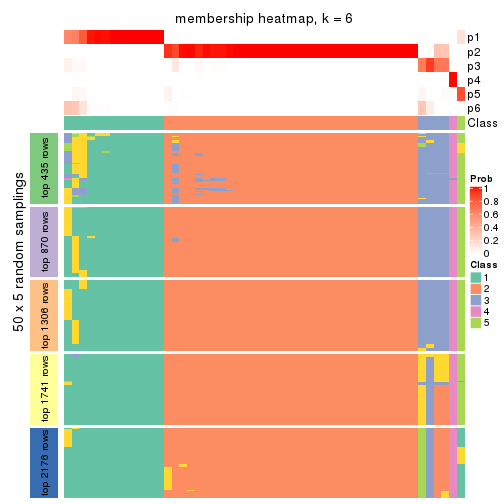 membership heatmap, k = 6
p1
p2
p3
p4
p5
p6
Class
50 x 5 random samplings
top 435 rows
top 870 rows
top 1306 rows
top 1741 rows
top 2176 rows
Prob
1
0.8
0.6
0.4
0.2
0
Class
1
2
3
4
5